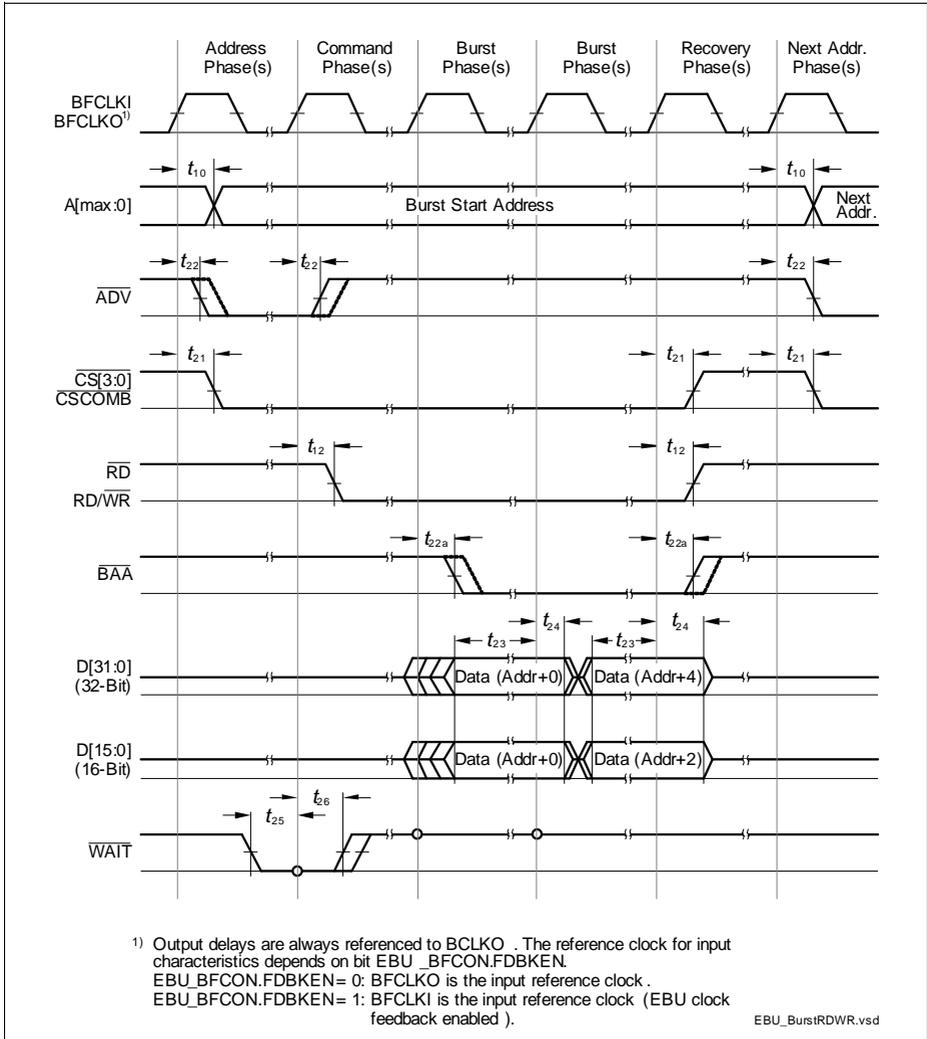 Address Phase(s)
Command Phase(s)
Burst Phase(s)
Burst Phase(s)
Recovery Phase(s)
Next Addr. Phase(s)
BFCLKI
BFCLKO1)
t10
t10
A[max:0]
Burst Start Address
Next Addr.
t22
t22
t22
ADV
t21
t21
t21
CS[3:0]
CSCOMB
t12
t12
RD
RD/WR
t22a
t22a
BAA
t24
t24
t23
t23
D[31:0]
(32-Bit)
Data (Addr+0)
Data (Addr+4)
D[15:0]
(16-Bit)
Data (Addr+0)
Data (Addr+2)
t26
t25
WAIT
1) Output delays are always referenced to BCLKO . The reference clock for input
characteristics depends on bit EBU _BFCON.FDBKEN.
EBU_BFCON.FDBKEN= 0: BFCLKO is the input reference clock .
EBU_BFCON.FDBKEN= 1: BFCLKI is the input reference clock (EBU clock
feedback enabled ).
EBU_BurstRDWR.vsd